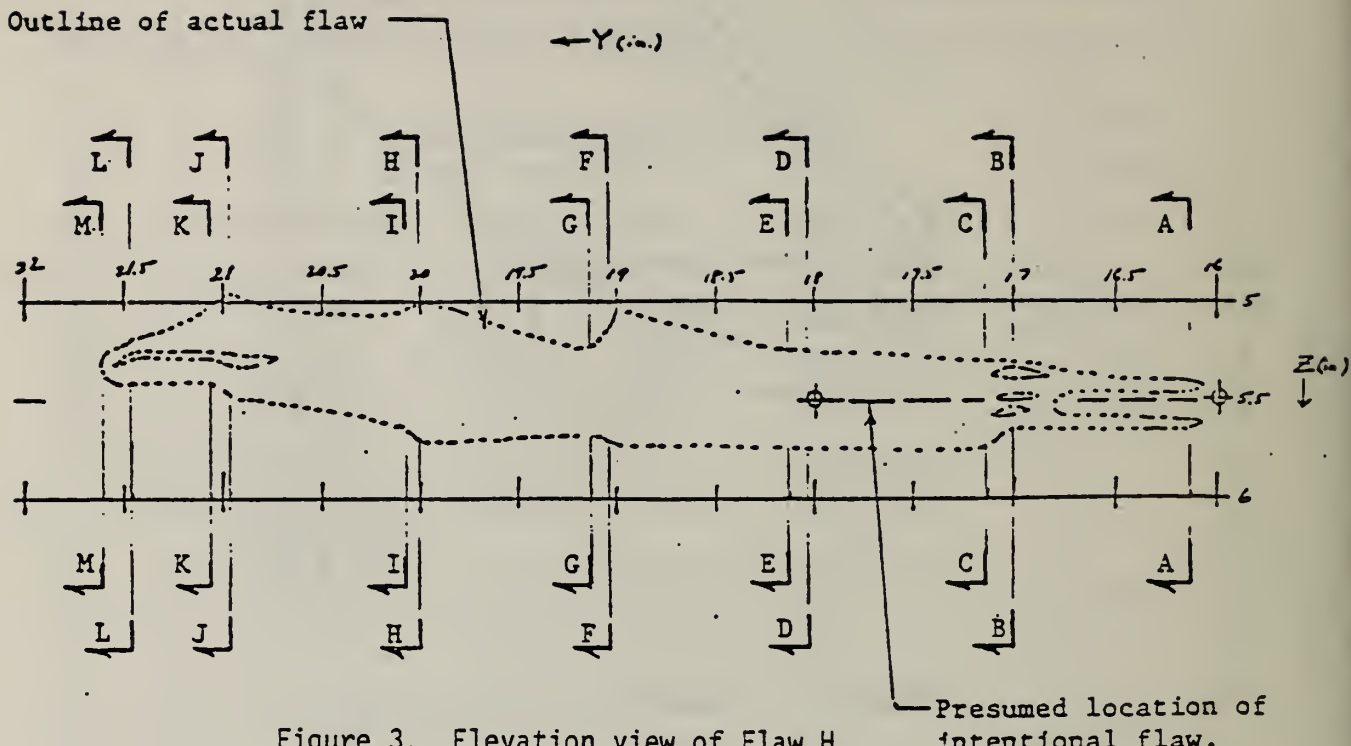 Outline of actual flaw
←Y(in.)
L J H F D B
M K I G E C A
22 21.5 21 20.5 20 19.5 19 18.5 18 17.5 17 16.5 16
5
Z(in)
5.5
6
M K I G E C A
L J H F D B
Presumed location of
Figure 3. Elevation view of Flaw H intentional flaw.